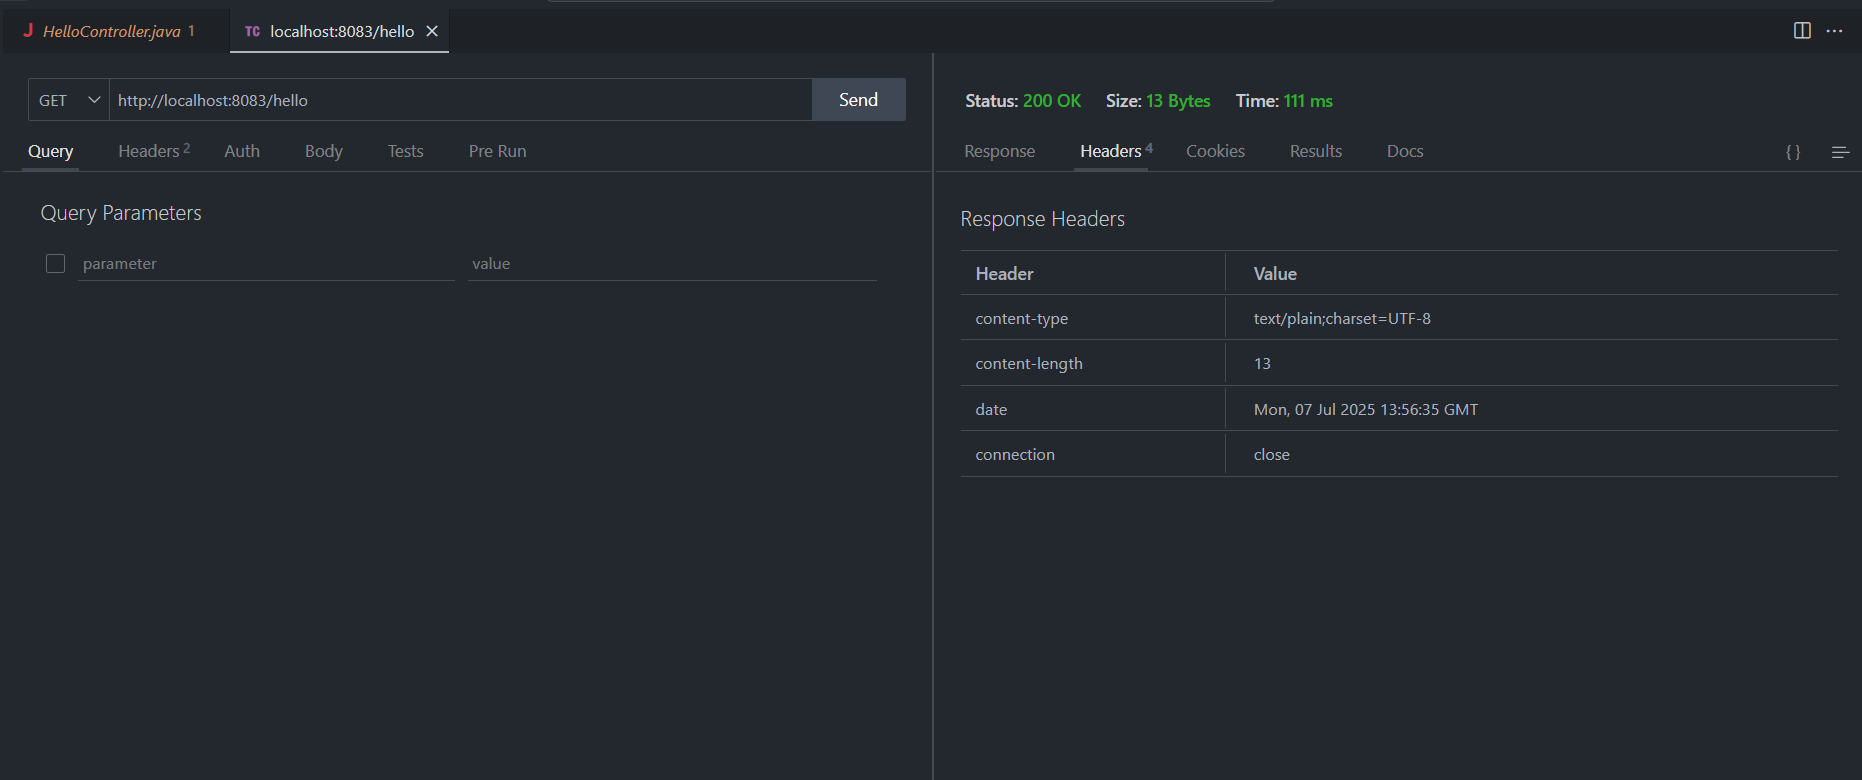 J HelloController.java 1
TC localhost:8083/hello
GET http://localhost:8083/hello Send
Query Headers 2 Auth Body Tests Pre Run
Query Parameters
parameter value
Status: 200 OK Size: 13 Bytes Time: 111 ms
Response Headers 4 Cookies Results Docs { }
Response Headers
Header Value
content-type text/plain;charset=UTF-8
content-length 13
date Mon, 07 Jul 2025 13:56:35 GMT
connection close